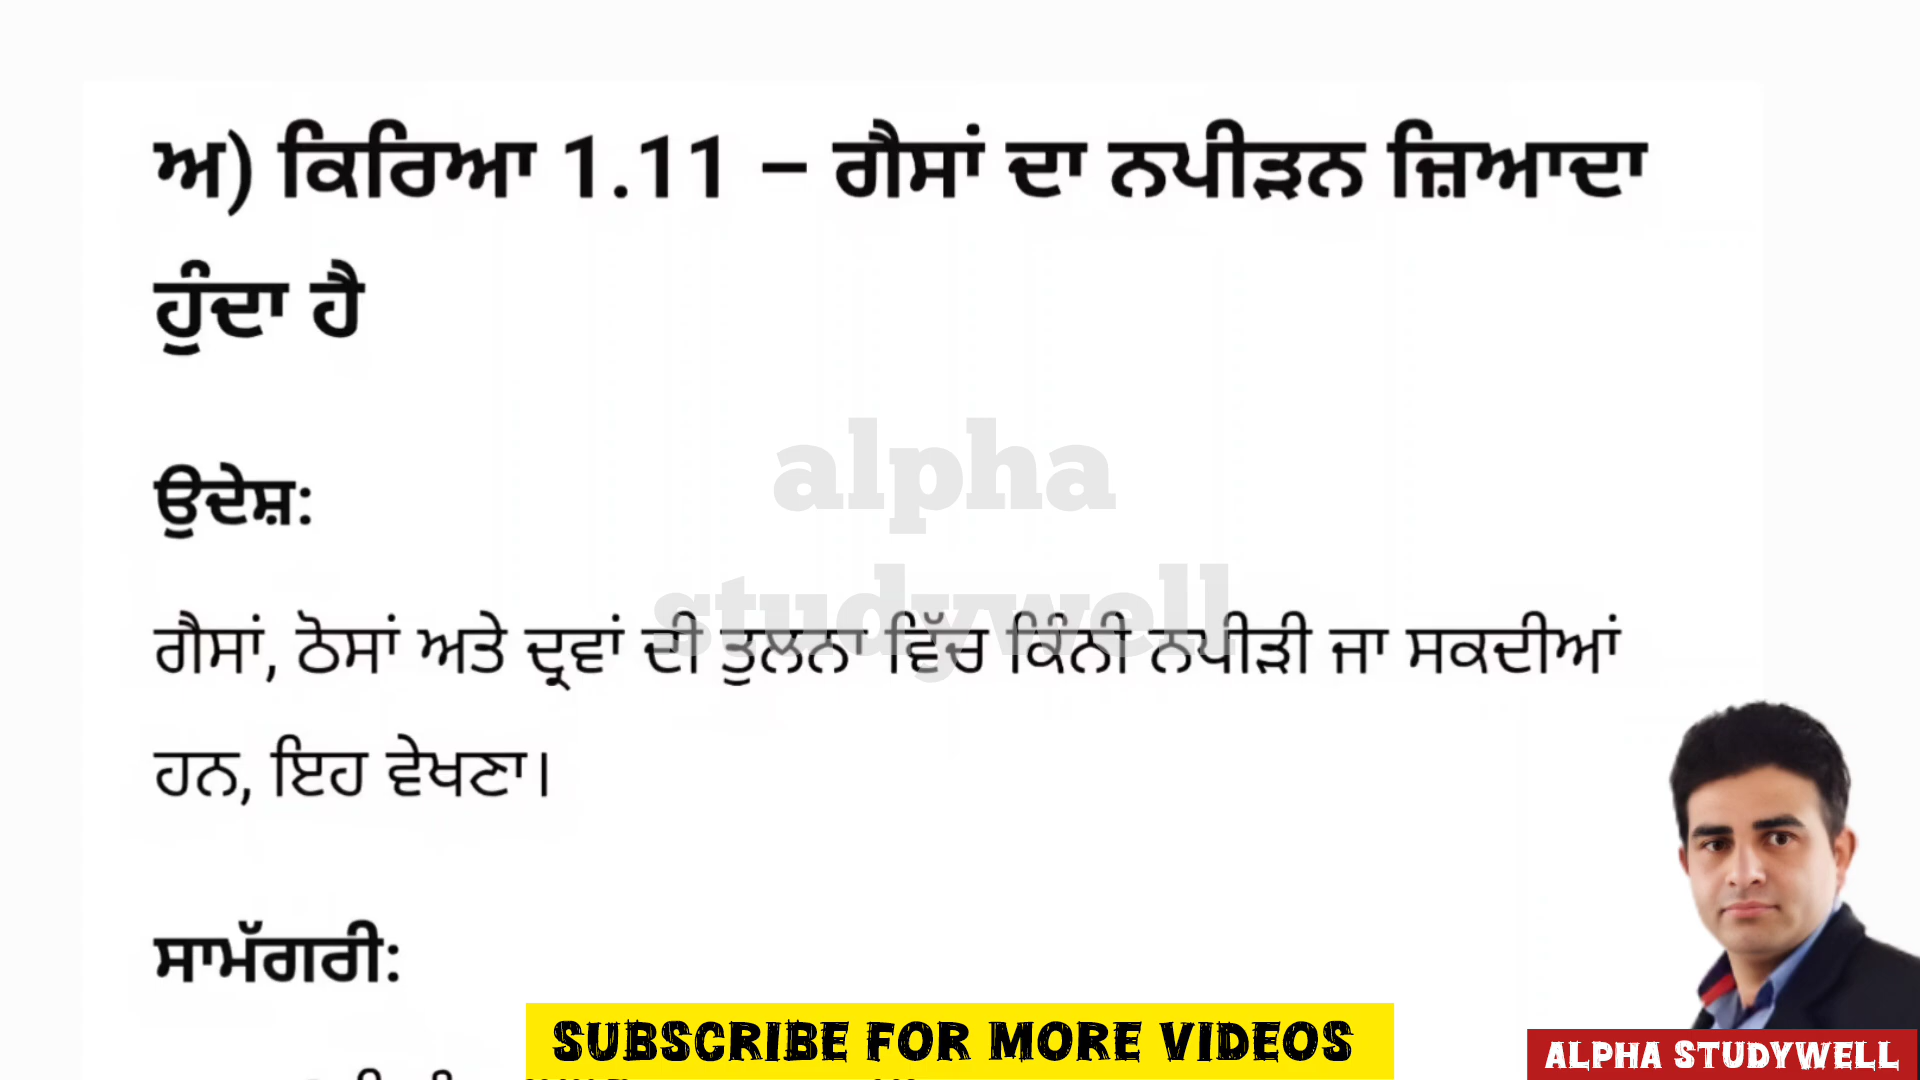 ਅ) ਕਿਰਿਆ 1.11 – ਗੈਸਾਂ ਦਾ ਨਪੀੜਨ ਜ਼ਿਆਦਾ
ਹੁੰਦਾ ਹੈ
ਉਦੇਸ਼:
alpha
studywell
ਗੈਸਾਂ, ਠੋਸਾਂ ਅਤੇ ਦ੍ਰਵਾਂ ਦੀ ਤੁਲਨਾ ਵਿੱਚ ਕਿੰਨੀ ਨਪੀੜੀ ਜਾ ਸਕਦੀਆਂ
ਹਨ, ਇਹ ਵੇਖਣਾ।
ਸਾਮੱਗਰੀ:
SUBSCRIBE FOR MORE VIDEOS
ALPHA STUDYWELL